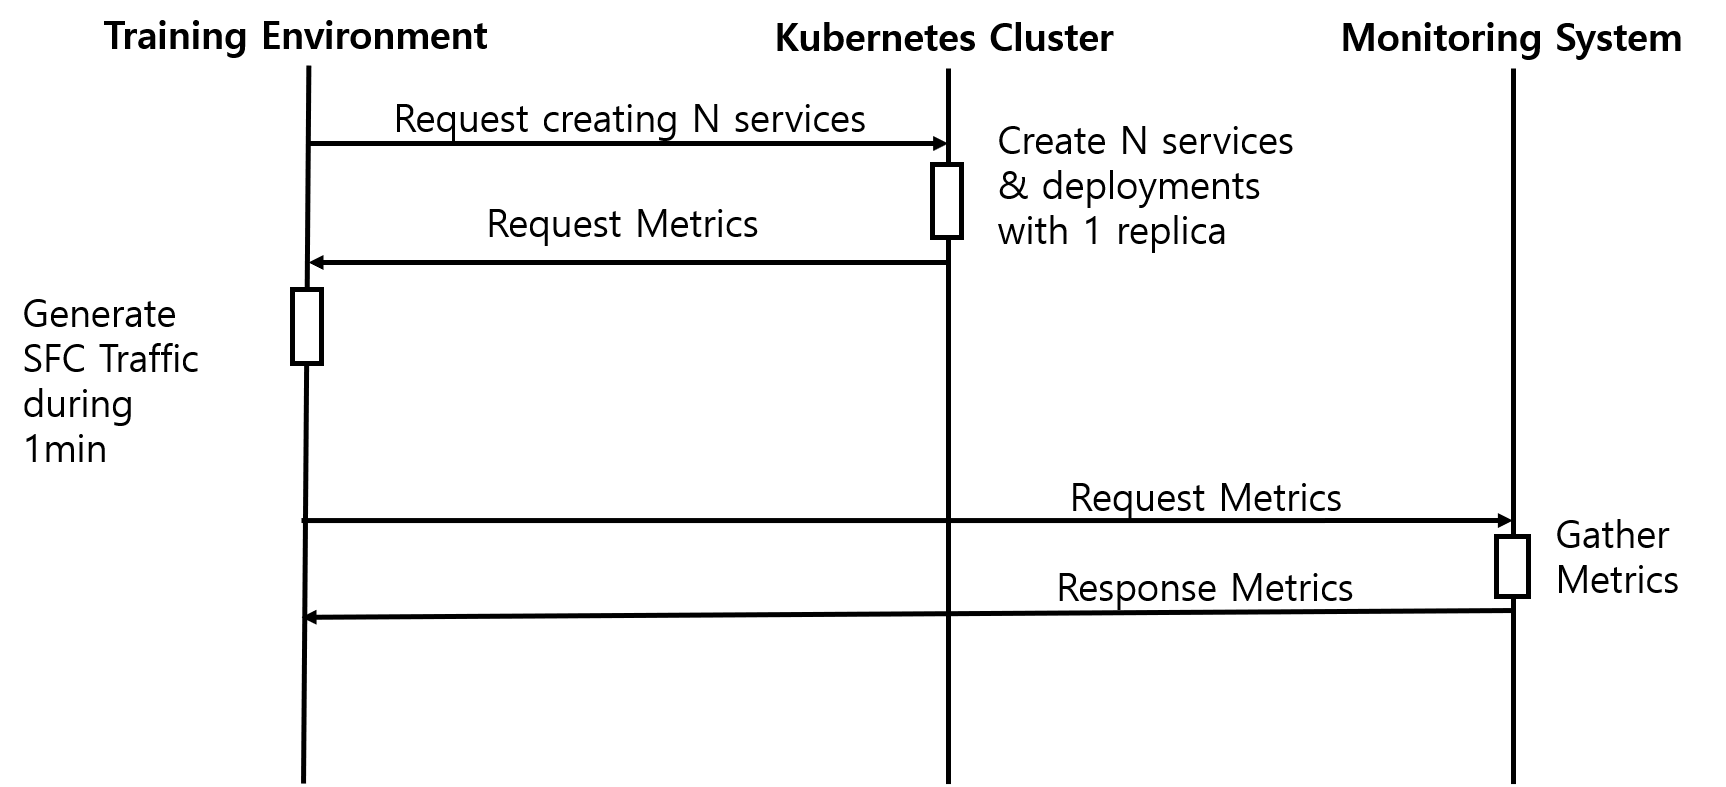 Training Environment
Kubernetes Cluster
Monitoring System
Request creating N services
Create N services
& deployments
with 1 replica
Request Metrics
Generate
SFC Traffic
during
1min
Request Metrics
Gather
Metrics
Response Metrics